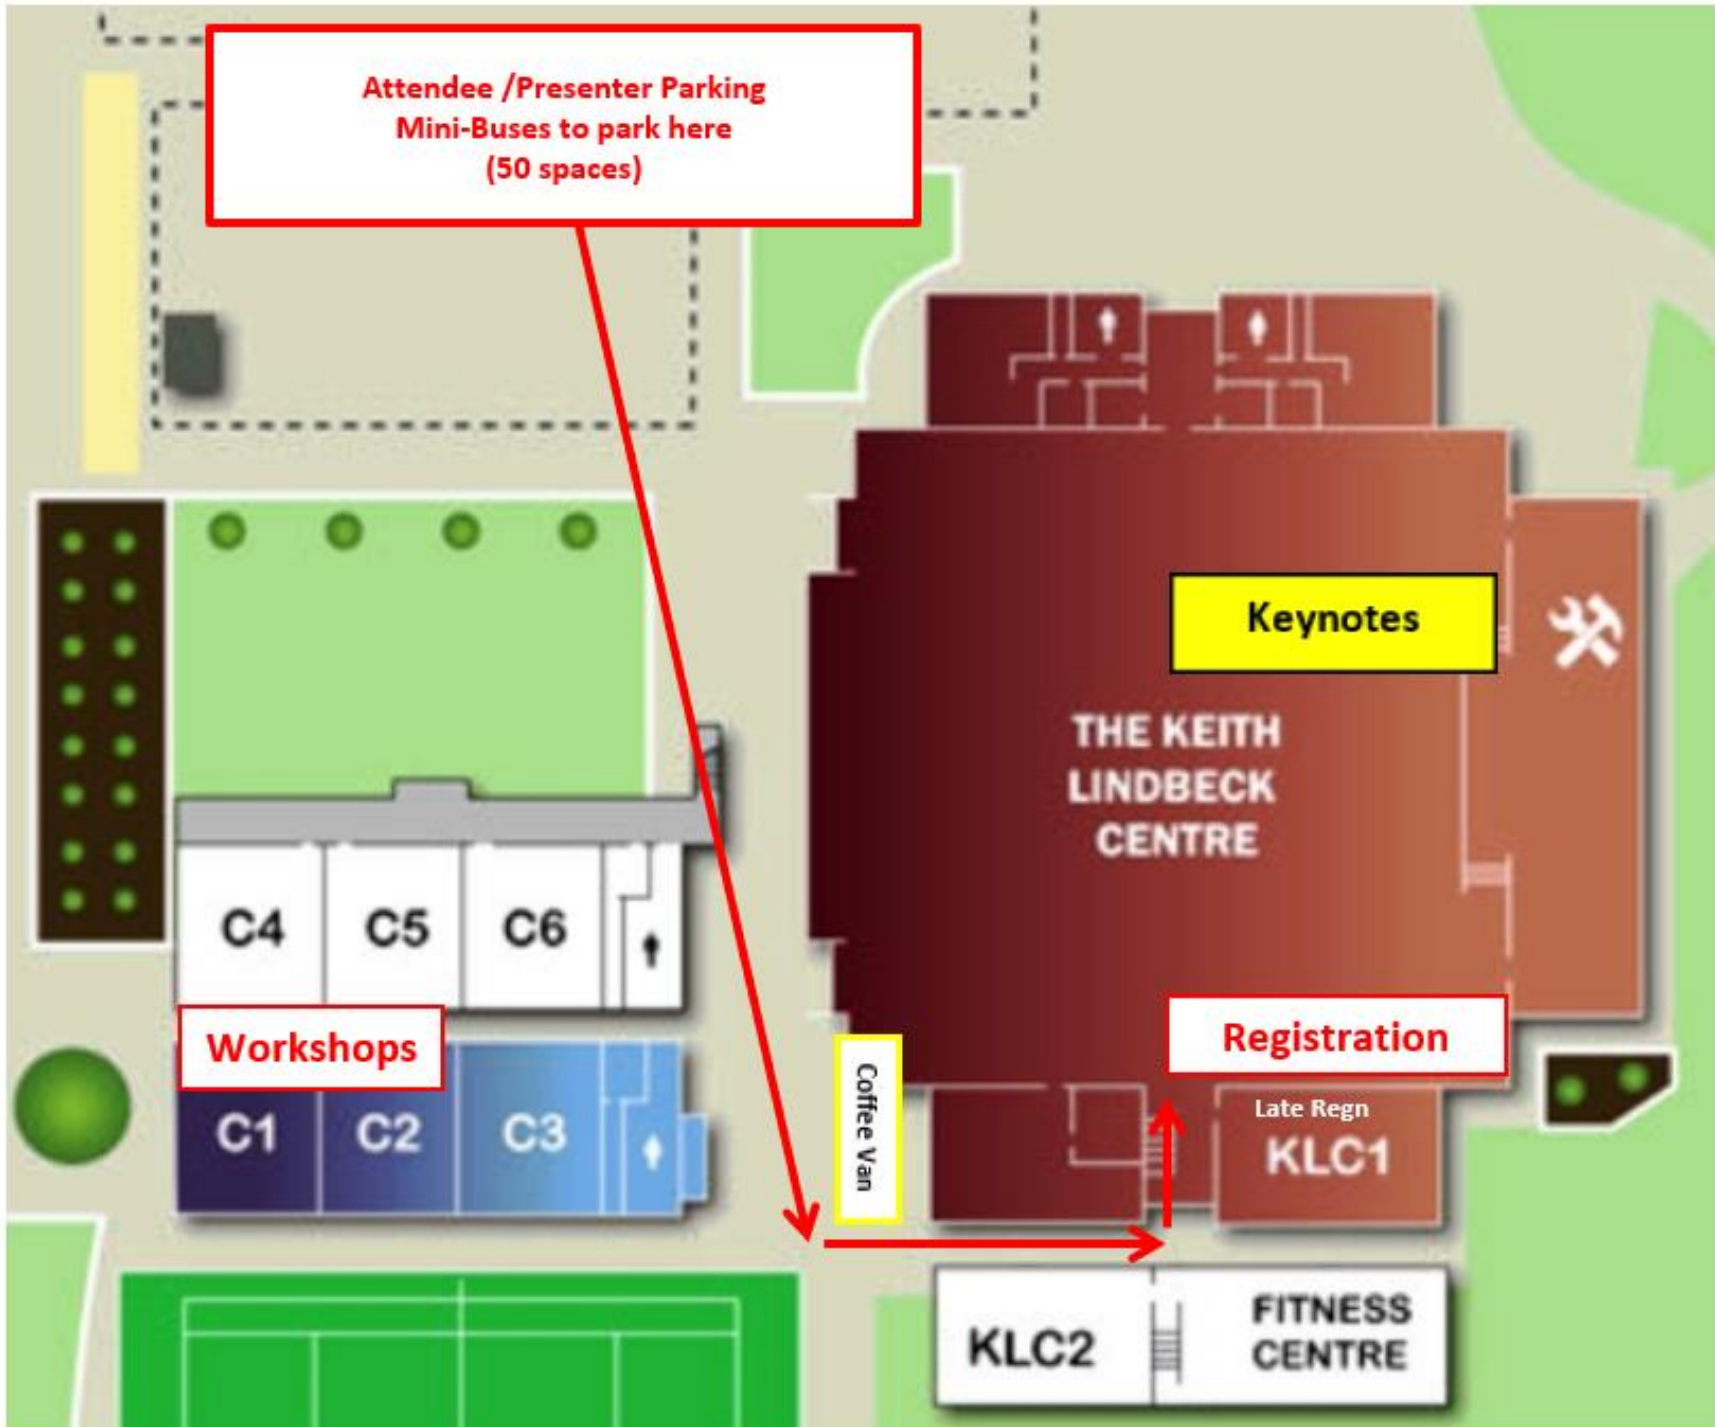 Attendee /Presenter Parking
Mini-Buses to park here
(50 spaces)
Keynotes
THE KEITH
LINDBECK
CENTRE
C4
C5
C6
Workshops
Registration
Coffee Van
Late Regn
C1
C2
C3
KLC1
KLC2
FITNESS
CENTRE